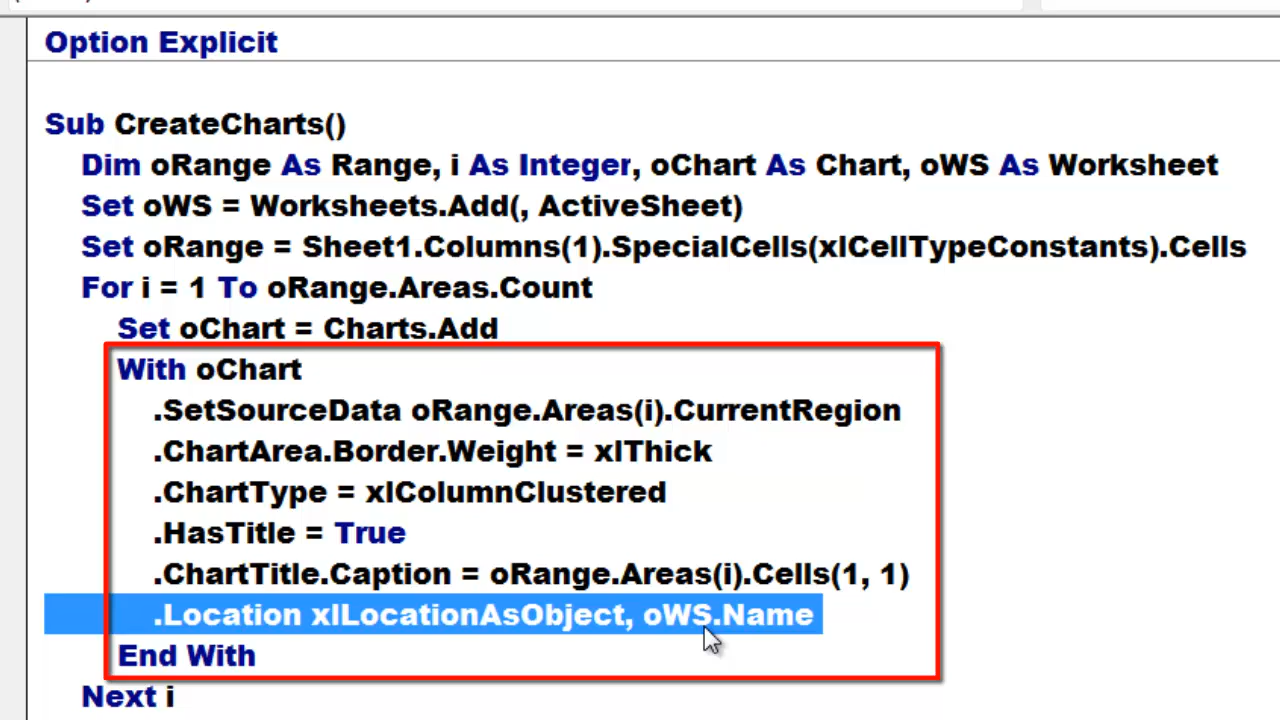 Option Explicit
Sub CreateCharts()
Dim oRange As Range, i As Integer, oChart As Chart, oWS As Worksheet
Set oWS = Worksheets.Add(, ActiveSheet)
Set oRange = Sheet1.Columns(1).SpecialCells(xlCellTypeConstants).Cells
For i = 1 To oRange.Areas.Count
Set oChart = Charts.Add
With oChart
.SetSourceData oRange.Areas(i).CurrentRegion
.ChartArea.Border.Weight = xlThick
.ChartType = xlColumnClustered
.HasTitle = True
.ChartTitle.Caption = oRange.Areas(i).Cells(1, 1)
.Location xlLocationAsObject, oWS.Name
End With
Next i